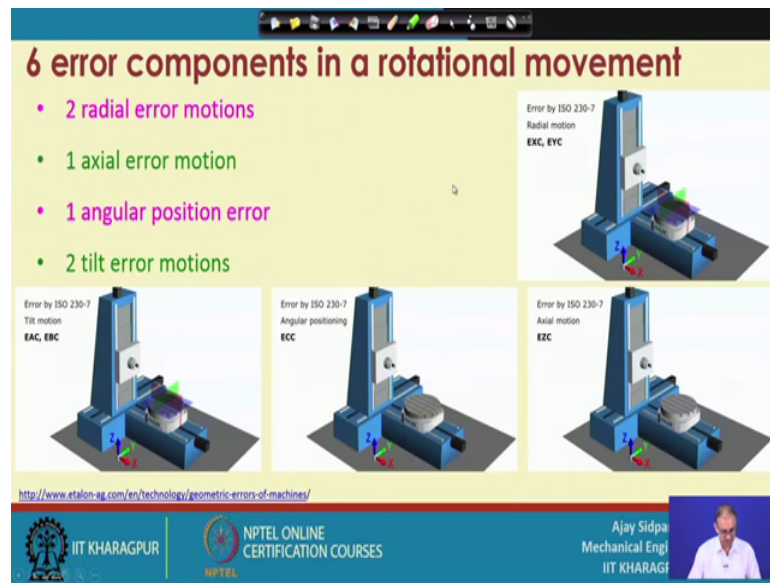 6 error components in a rotational movement
• 2 radial error motions
• 1 axial error motion
• 1 angular position error
• 2 tilt error motions
Error by ISO 230-7
Radial motion
EXC, EYC
Z
Y
X
Error by ISO 230-7
Tilt motion
EAC, EBC
Z
Y
X
Error by ISO 230-7
Angular positioning
ECC
Z
Y
X
Error by ISO 230-7
Axial motion
EZC
Z
Y
X
http://www.etalon-ag.com/en/technology/geometric-errors-of-machines/
IIT KHARAGPUR
NPTEL
NPTEL ONLINE
CERTIFICATION COURSES
Ajay Sidpa
Mechanical Engi
IIT KHARAGP